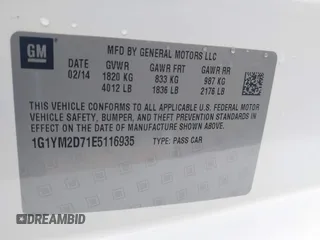 GM
MFD BY GENERAL MOTORS LLC
DATE GVWR GAWR FRT GAWR RR
02/14 1820 KG 833 KG 987 KG
4012 LB 1836 LB 2176 LB
THIS VEHICLE CONFORMS TO ALL APPLICABLE U.S. FEDERAL MOTOR
VEHICLE SAFETY, BUMPER, AND THEFT PREVENTION STANDARDS IN
EFFECT ON THE DATE OF MANUFACTURE SHOWN ABOVE.
1G1YM2D71E5116935 TYPE: PASS CAR
© DEALERS UNITED